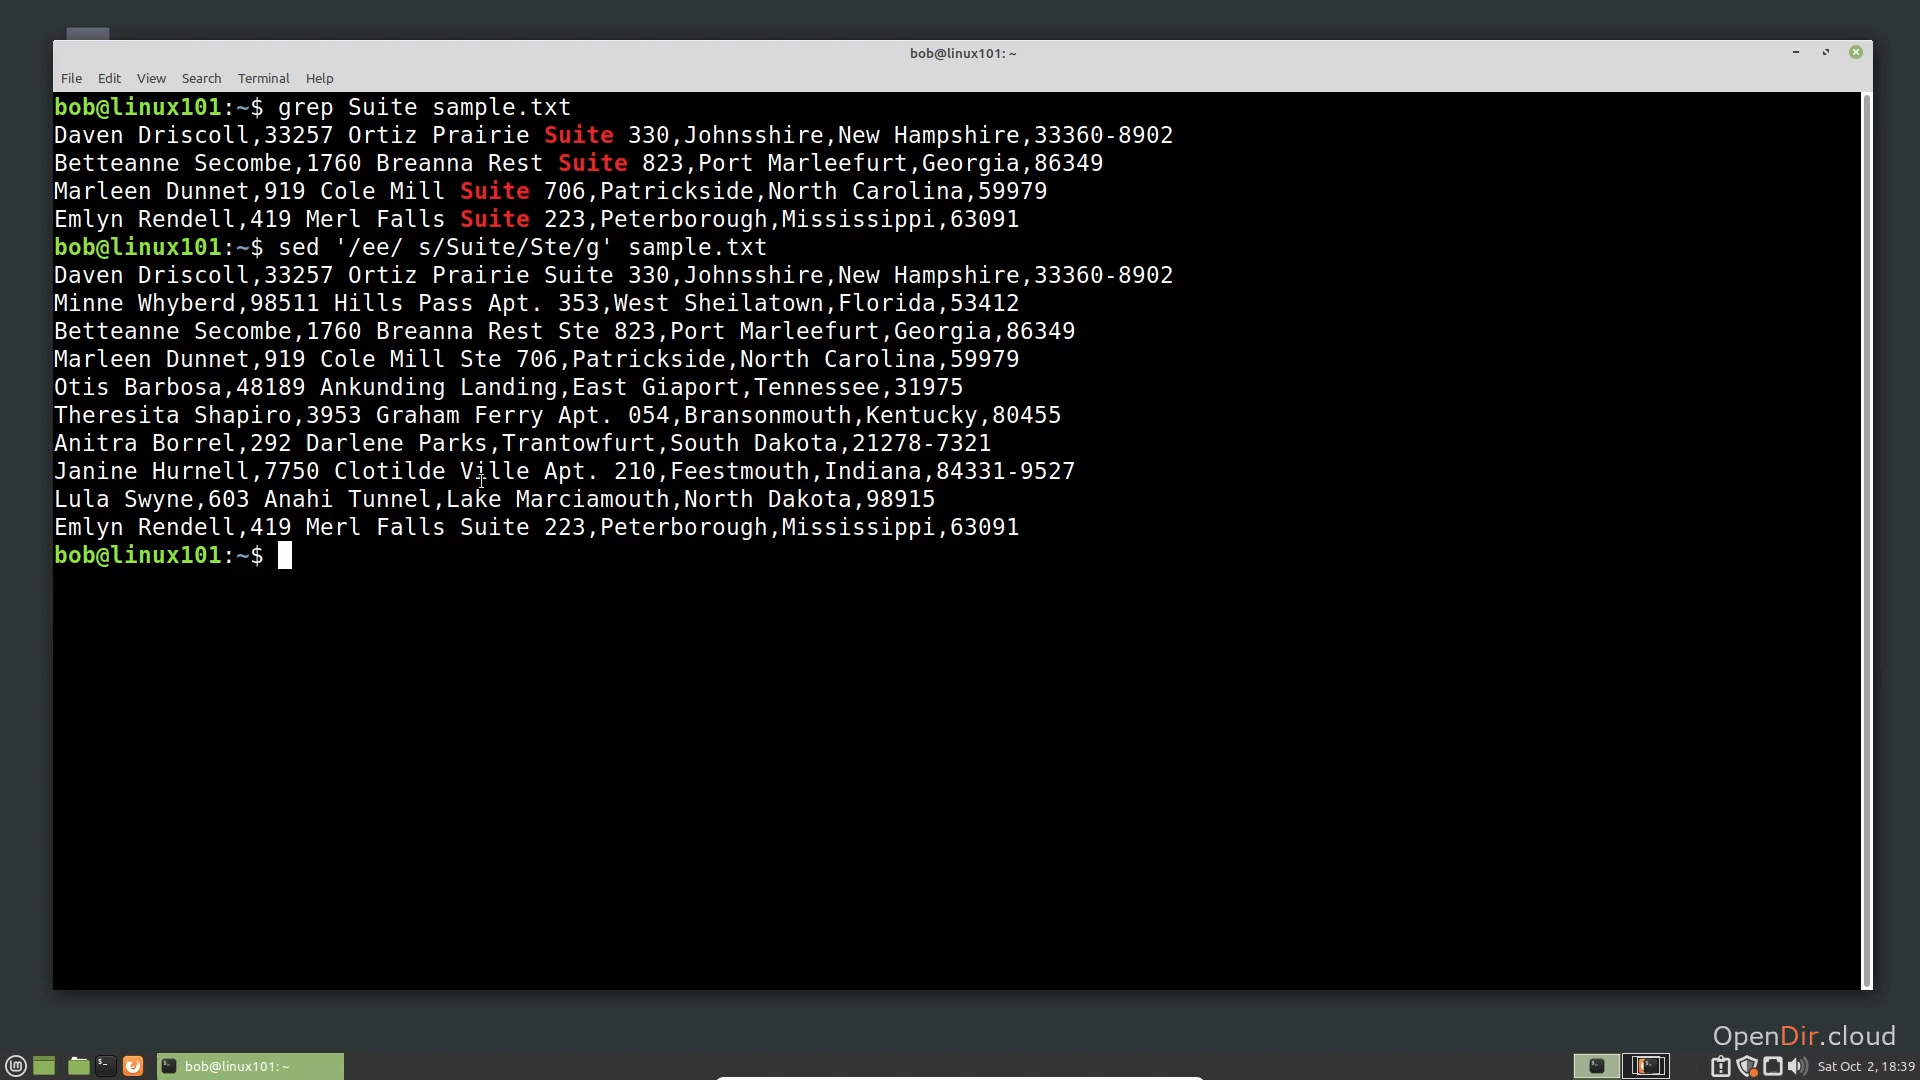 bob@linux101: ~
File Edit View Search Terminal Help
bob@linux101:~$ grep Suite sample.txt
Daven Driscoll,33257 Ortiz Prairie Suite 330,Johnsshire,New Hampshire,33360-8902
Betteanne Secombe,1760 Breanna Rest Suite 823,Port Marleefurt,Georgia,86349
Marleen Dunnet,919 Cole Mill Suite 706,Patrickside,North Carolina,59979
Emlyn Rendell,419 Merl Falls Suite 223,Peterborough,Mississippi,63091
bob@linux101:~$ sed '/ee/ s/Suite/Ste/g' sample.txt
Daven Driscoll,33257 Ortiz Prairie Suite 330,Johnsshire,New Hampshire,33360-8902
Minne Whyberd,98511 Hills Pass Apt. 353,West Sheilatown,Florida,53412
Betteanne Secombe,1760 Breanna Rest Ste 823,Port Marleefurt,Georgia,86349
Marleen Dunnet,919 Cole Mill Ste 706,Patrickside,North Carolina,59979
Otis Barbosa,48189 Ankunding Landing,East Giaport,Tennessee,31975
Theresita Shapiro,3953 Graham Ferry Apt. 054,Bransonmouth,Kentucky,80455
Anitra Borrel,292 Darlene Parks,Trantowfurt,South Dakota,21278-7321
Janine Hurnell,7750 Clotilde Ville Apt. 210,Feestmouth,Indiana,84331-9527
Lula Swyne,603 Anahi Tunnel,Lake Marciamouth,North Dakota,98915
Emlyn Rendell,419 Merl Falls Suite 223,Peterborough,Mississippi,63091
bob@linux101:~$
OpenDir.cloud
bob@linux101: ~
Sat Oct 2, 18:39